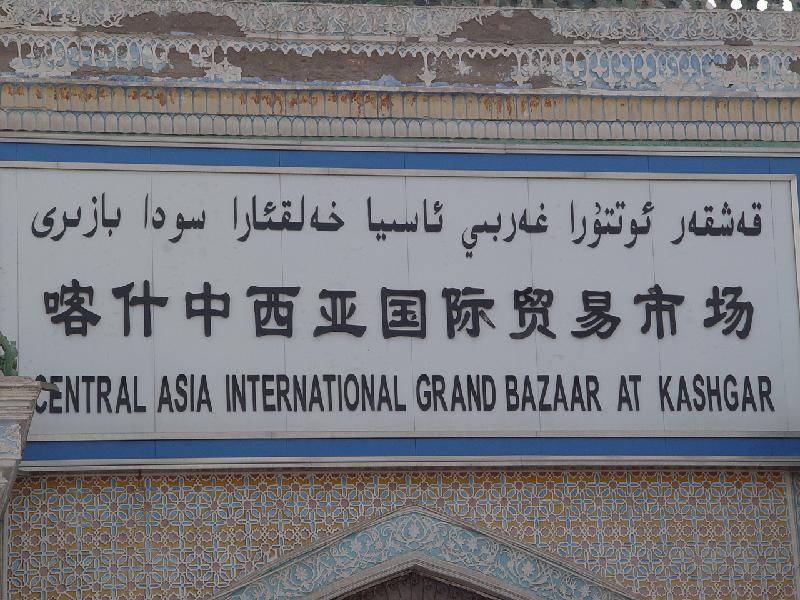 قەشقەر ئوتتۇرا غەربىي ئاسىيا خەلقئارا سودا بازىرى
喀什中西亚国际贸易市场
CENTRAL ASIA INTERNATIONAL GRAND BAZAAR AT KASHGAR